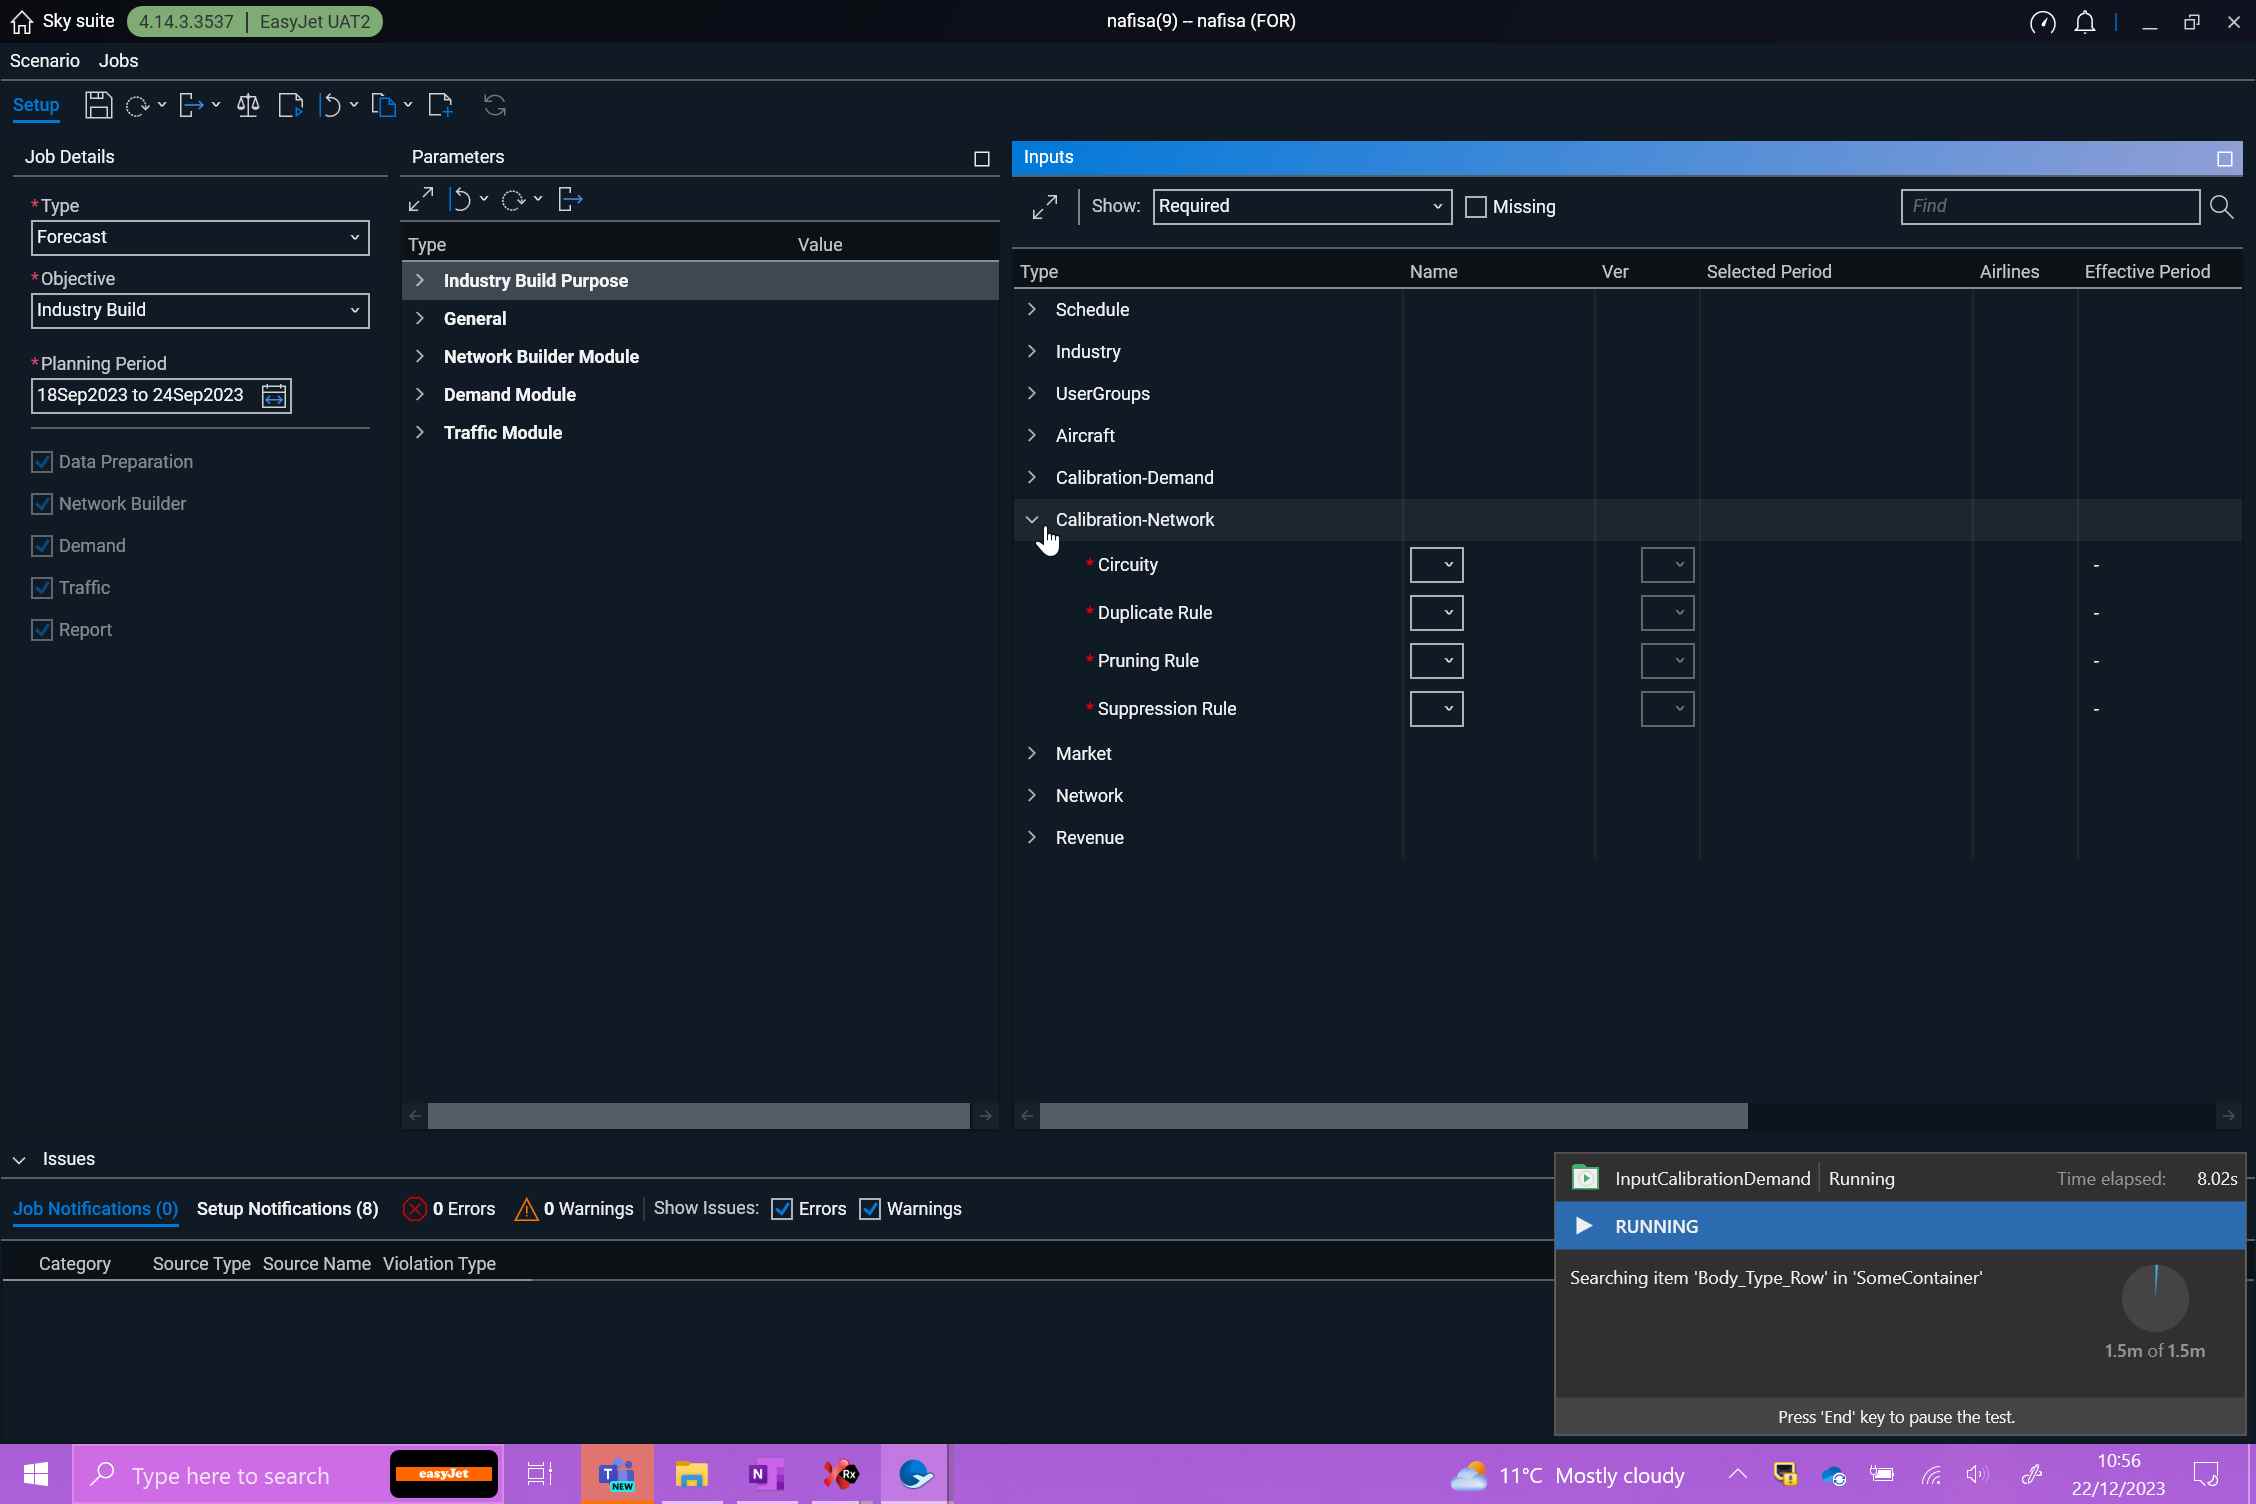 Sky suite 4.14.3.3537 | EasyJet UAT2
nafisa(9) – nafisa (FOR)
Scenario Jobs
Setup
Job Details
*Type
Forecast
*Objective
Industry Build
*Planning Period
18Sep2023 to 24Sep2023
Data Preparation
Network Builder
Demand
Traffic
Report
Parameters
Type Value
Industry Build Purpose
General
Network Builder Module
Demand Module
Traffic Module
Inputs
Show: Required Missing Find
Type Name Ver Selected Period Airlines Effective Period
Schedule
Industry
UserGroups
Aircraft
Calibration-Demand
Calibration-Network
* Circuity -
* Duplicate Rule -
* Pruning Rule -
* Suppression Rule -
Market
Network
Revenue
Issues
Job Notifications (0) Setup Notifications (8) 0 Errors 0 Warnings Show Issues: Errors Warnings
Category Source Type Source Name Violation Type
InputCalibrationDemand | Running Time elapsed: 8.02s
RUNNING
Searching item 'Body_Type_Row' in 'SomeContainer'
1.5m of 1.5m
Press 'End' key to pause the test.
Type here to search
easyJet
T
NEW
N
Rx
11°C Mostly cloudy
10:56
22/12/2023